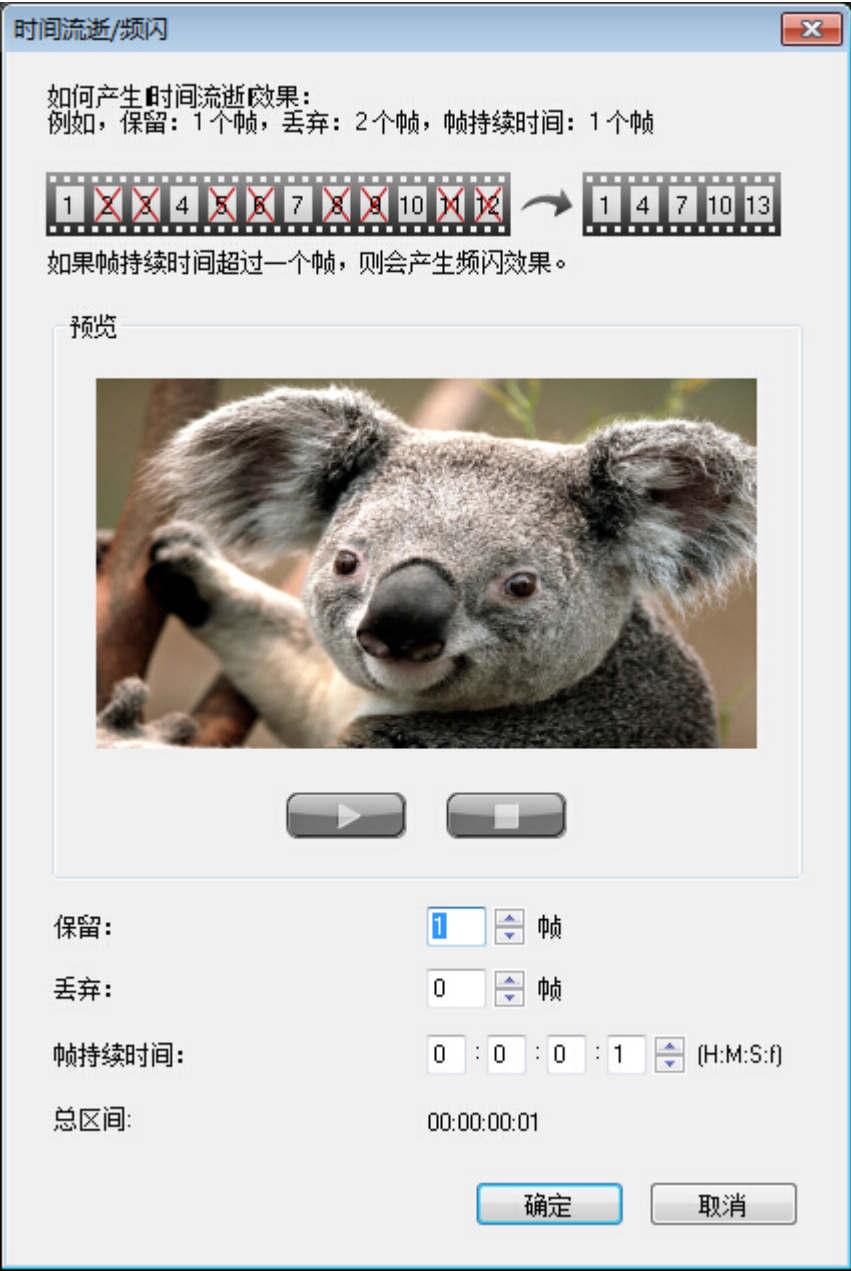 时间流逝/频闪
如何产生[时间流逝]效果：
例如，保留：1个帧，丢弃：2个帧，帧持续时间：1个帧
1 2 3 4 5 6 7 8 9 10 11 12 1 4 7 10 13
如果帧持续时间超过一个帧，则会产生频闪效果。
预览
保留： 1 帧
丢弃： 0 帧
帧持续时间： 0 : 0 : 0 : 1 (H:M:S:f)
总区间: 00:00:00:01
确定 取消